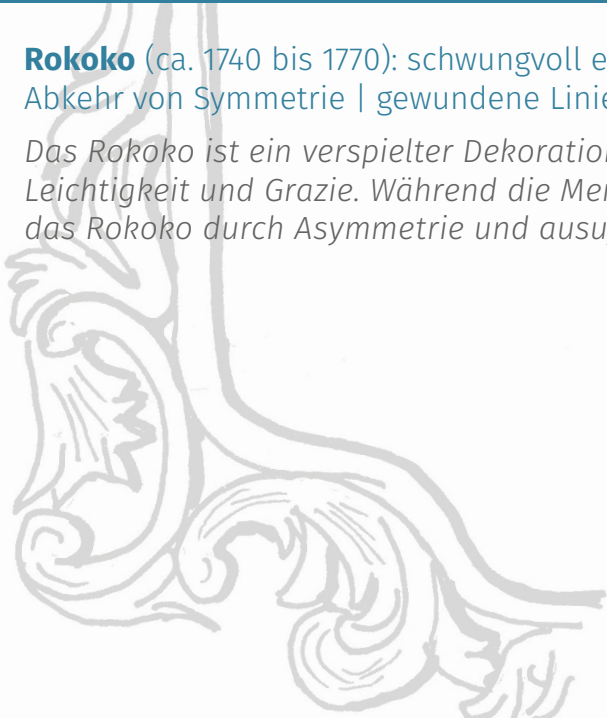 Rokoko (ca. 1740 bis 1770): schwungvoll
Abkehr von Symmetrie | gewundene
Das Rokoko ist ein verspielter
Leichtigkeit und Grazie. Während die
das Rokoko durch Asymmetrie und